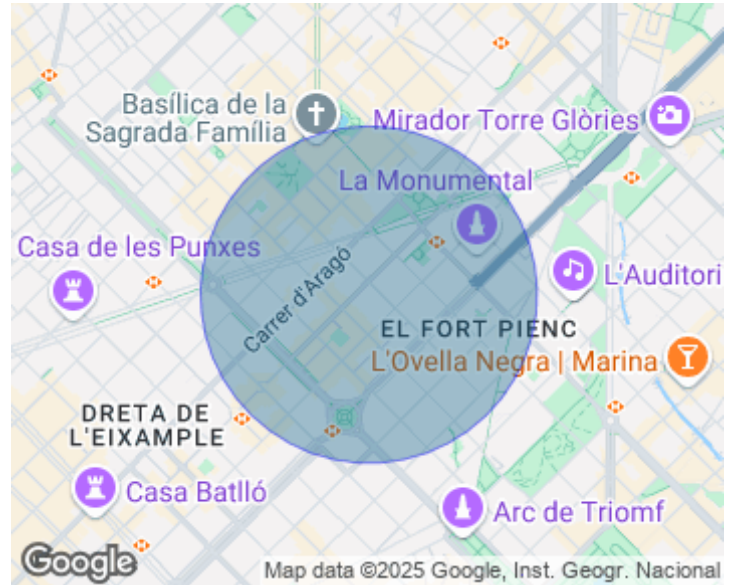 Basílica de la
Sagrada Família
Mirador Torre Glòries
La Monumental
Casa de les Punxes
Carrer d'Aragó
L'Auditori
EL FORT PIENC
L'Ovella Negra | Marina
DRETA DE
L'EIXAMPLE
Casa Batlló
Arc de Triomf
Google
Map data ©2025 Google, Inst. Geogr. Nacional